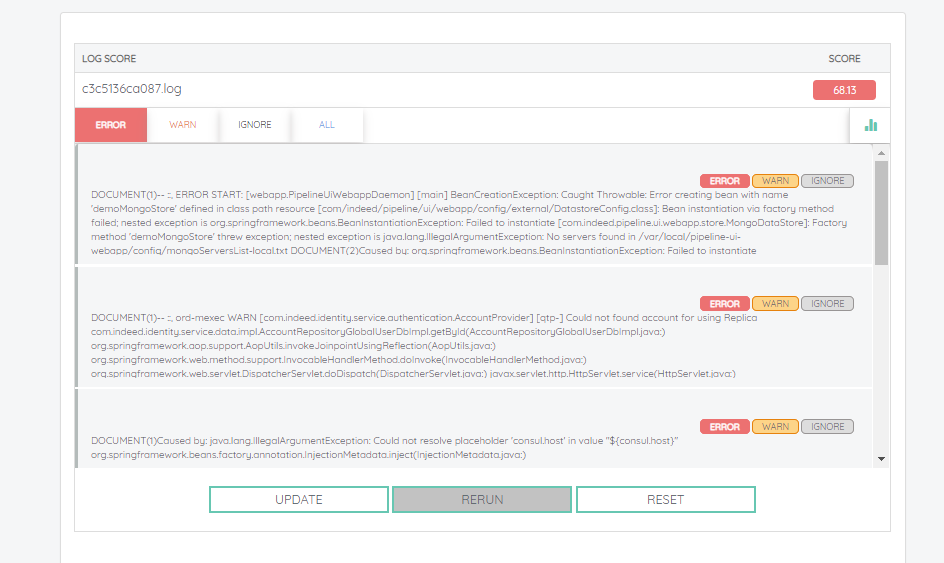 LOG SCORE SCORE
c3c5136ca087.log 68.13
ERROR WARN IGNORE ALL
ERROR WARN IGNORE
DOCUMENT(1)-- :,, ERROR START: [webapp.PipelineUiWebappDaemon] [main] BeanCreationException: Caught Throwable: Error creating bean with name
'demoMongoStore' defined in class path resource [com/indeed/pipeline/ui/webapp/config/external/DatastoreConfig.class]: Bean instantiation via factory method
failed; nested exception is org.springframework.beans.BeanInstantiationException: Failed to instantiate [com.indeed.pipeline.ui.webapp.store.MongoDataStore]: Factory
method 'demoMongoStore' threw exception; nested exception is java.lang.IllegalArgumentException: No servers found in /var/local/pipeline-ui-
webapp/config/mongoServersList-local.txt DOCUMENT(2)Caused by: org.springframework.beans.BeanInstantiationException: Failed to instantiate
ERROR WARN IGNORE
DOCUMENT(1)-- :,, ord-mexec WARN [com.indeed.identity.service.authentication.AccountProvider] [qtp-] Could not found account for using Replica
com.indeed.identity.service.data.impl.AccountRepositoryGlobalUserDbImpl.getById(AccountRepositoryGlobalUserDbImpl.java:)
org.springframework.aop.support.AopUtils.invokeJoinpointUsingReflection(AopUtils.java:)
org.springframework.web.method.support.InvocableHandlerMethod.doInvoke(InvocableHandlerMethod.java:)
org.springframework.web.servlet.DispatcherServlet.doDispatch(DispatcherServlet.java:) javax.servlet.http.HttpServlet.service(HttpServlet.java:)
ERROR WARN IGNORE
DOCUMENT(1)Caused by: java.lang.IllegalArgumentException: Could not resolve placeholder 'consul.host' in value "${consul.host}"
org.springframework.beans.factory.annotation.InjectionMetadata.inject(InjectionMetadata.java:)
UPDATE RERUN RESET